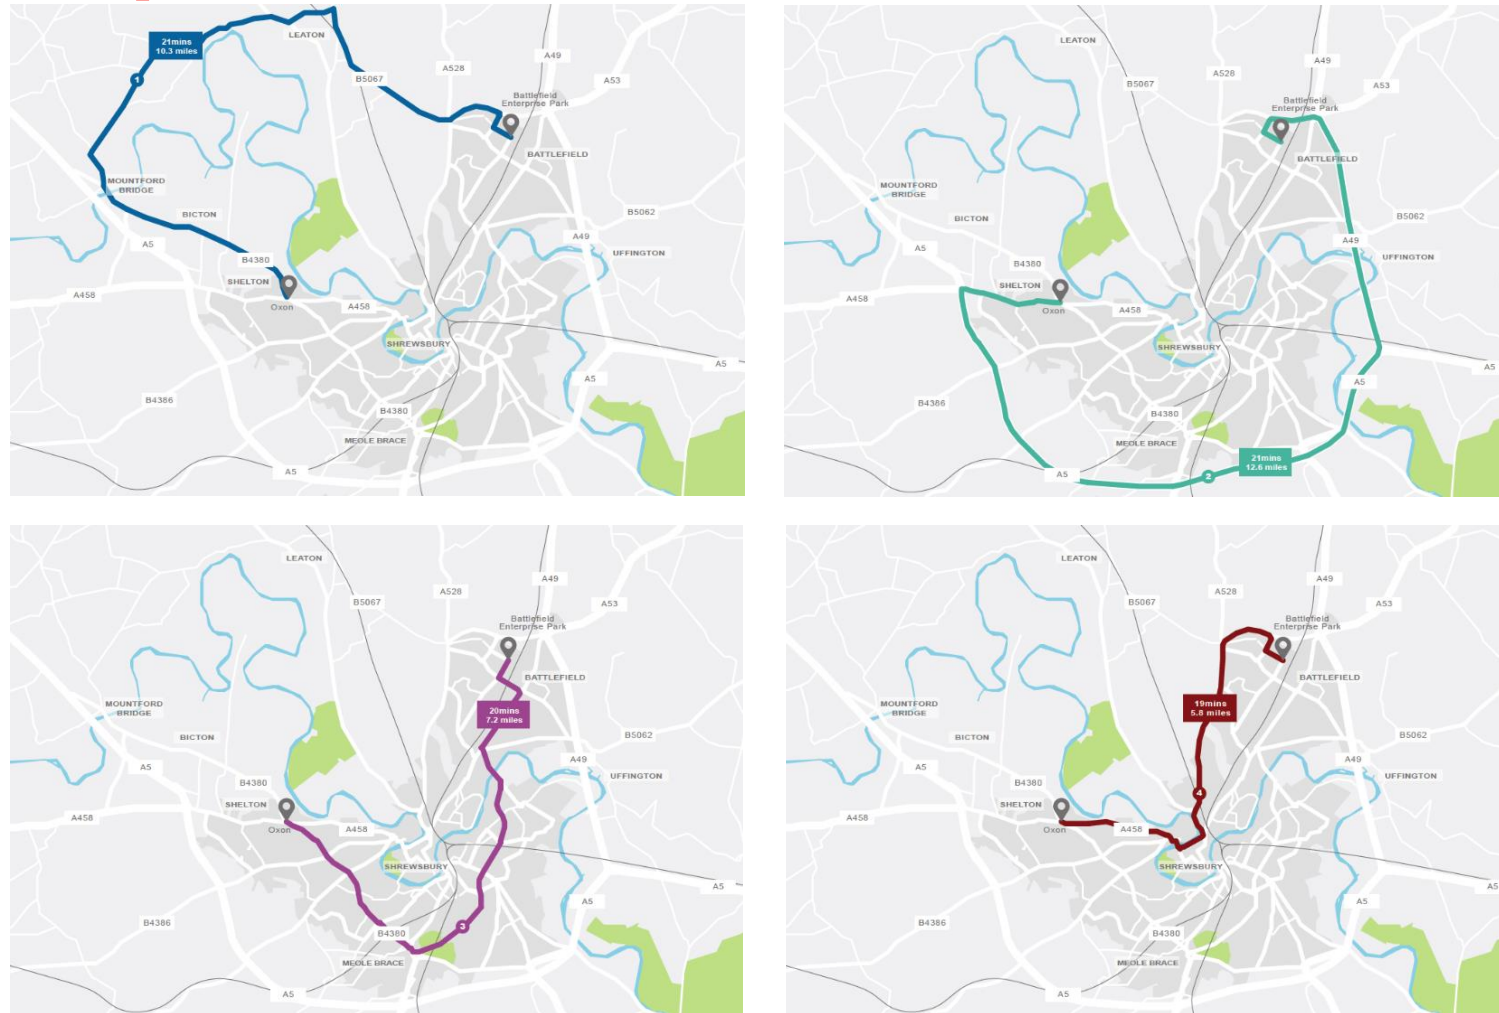 21mins
10.3 miles
LEATON
A49
A528
B5067
A53
1
Battlefield
Enterprise Park
BATTLEFIELD
MOUNTFORD
BRIDGE
BICTON
B5062
A49
A5
UFFINGTON
B4380
SHELTON
A458
Oxon
A458
SHREWSBURY
A5
A5
B4386
B4380
MEOLE BRACE
A5
LEATON
A49
A528
B5067
A53
Battlefield
Enterprise Park
BATTLEFIELD
MOUNTFORD
BRIDGE
BICTON
B5062
A49
A5
UFFINGTON
B4380
SHELTON
A458
Oxon
A458
SHREWSBURY
A5
A5
B4386
B4380
MEOLE BRACE
21mins
12.6 miles
A5
2
LEATON
A49
A528
B5067
A53
Battlefield
Enterprise Park
BATTLEFIELD
MOUNTFORD
BRIDGE
20mins
7.2 miles
BICTON
B5062
A49
A5
UFFINGTON
B4380
SHELTON
A458
Oxon
A458
SHREWSBURY
A5
A5
B4386
3
B4380
MEOLE BRACE
A5
LEATON
A49
A528
B5067
A53
Battlefield
Enterprise Park
BATTLEFIELD
MOUNTFORD
BRIDGE
19mins
5.8 miles
BICTON
B5062
A49
A5
UFFINGTON
B4380
4
SHELTON
A458
Oxon
A458
SHREWSBURY
A5
A5
B4386
B4380
MEOLE BRACE
A5